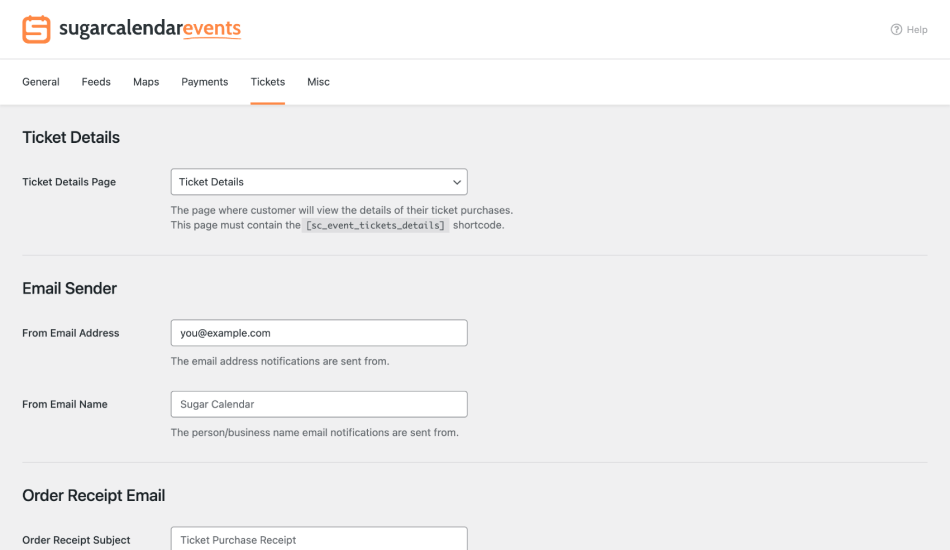 sugarcalendarevents
Help
General Feeds Maps Payments Tickets Misc
Ticket Details
Ticket Details Page
Ticket Details
The page where customer will view the details of their ticket purchases.
This page must contain the [sc_event_tickets_details] shortcode.
Email Sender
From Email Address
you@example.com
The email address notifications are sent from.
From Email Name
Sugar Calendar
The person/business name email notifications are sent from.
Order Receipt Email
Order Receipt Subject
Ticket Purchase Receipt